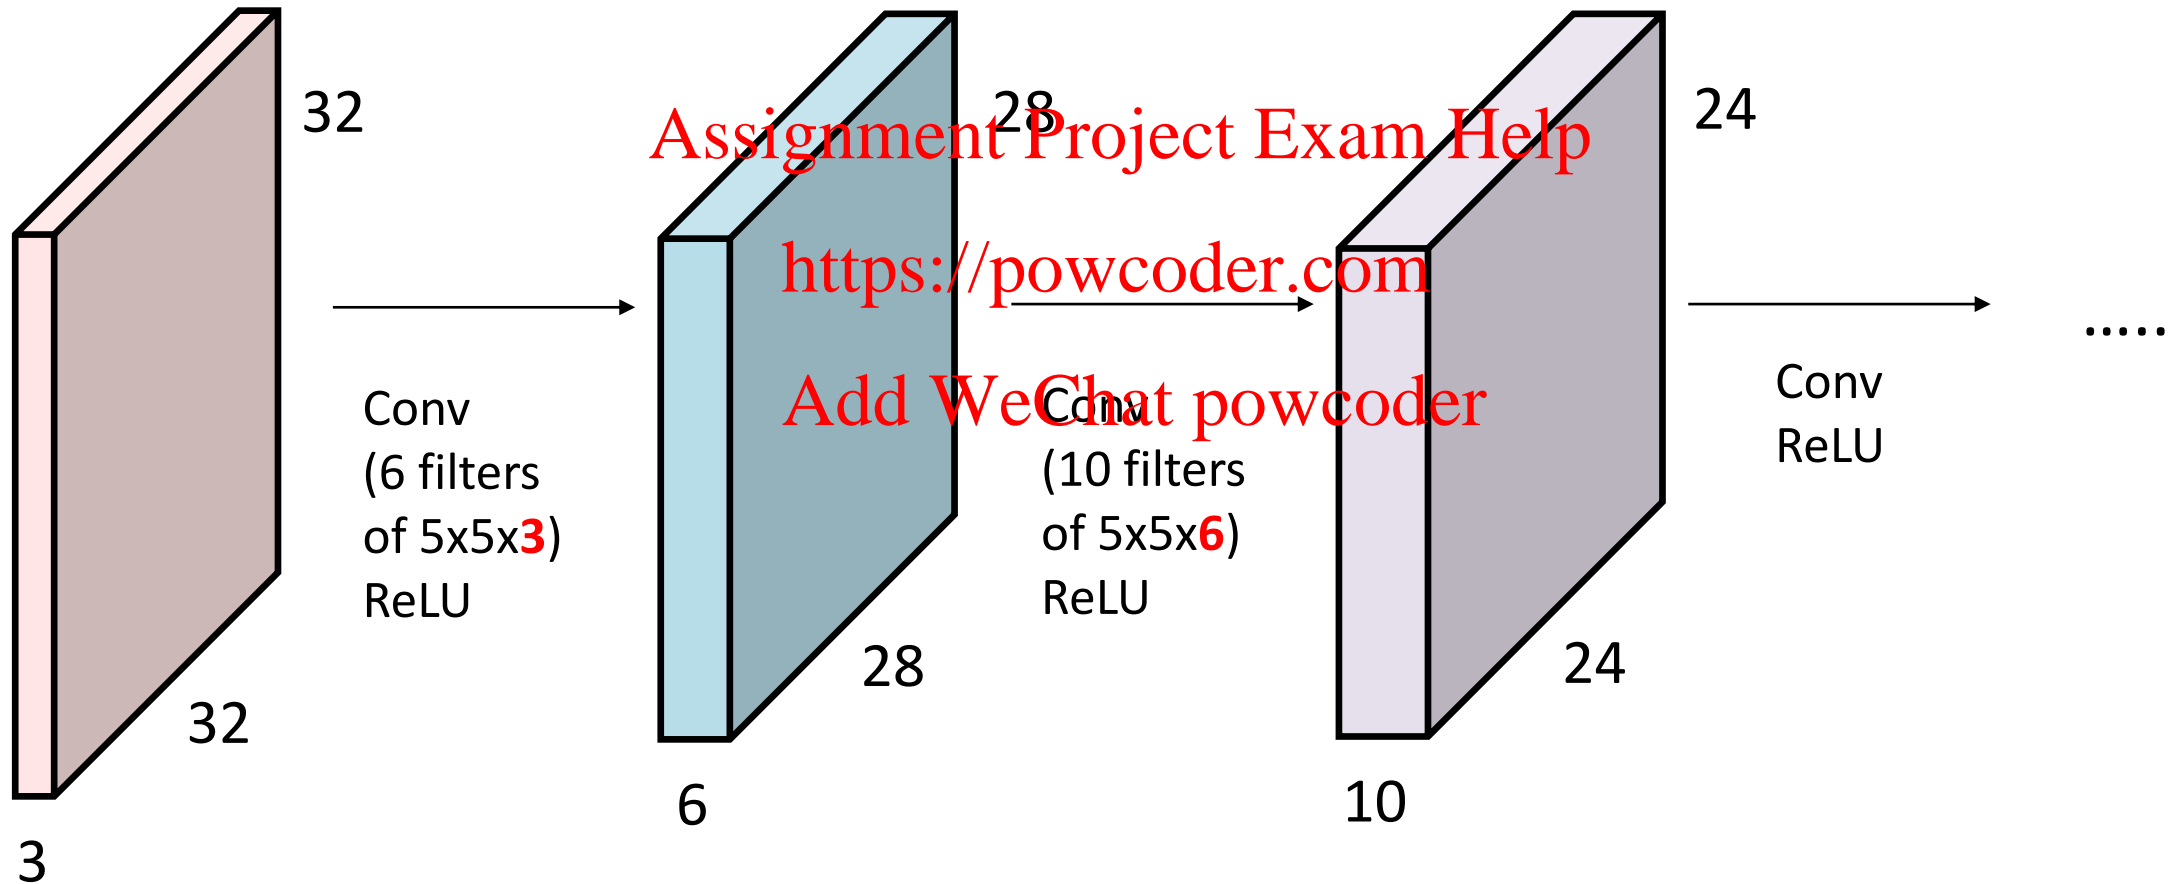 32
28
24
Assignment Project Exam Help
https://powcoder.com
Add WeChat powcoder
.....
Conv
(6 filters
of 5x5x3)
ReLU
Conv
(10 filters
of 5x5x6)
ReLU
Conv
ReLU
32
28
24
3
6
10